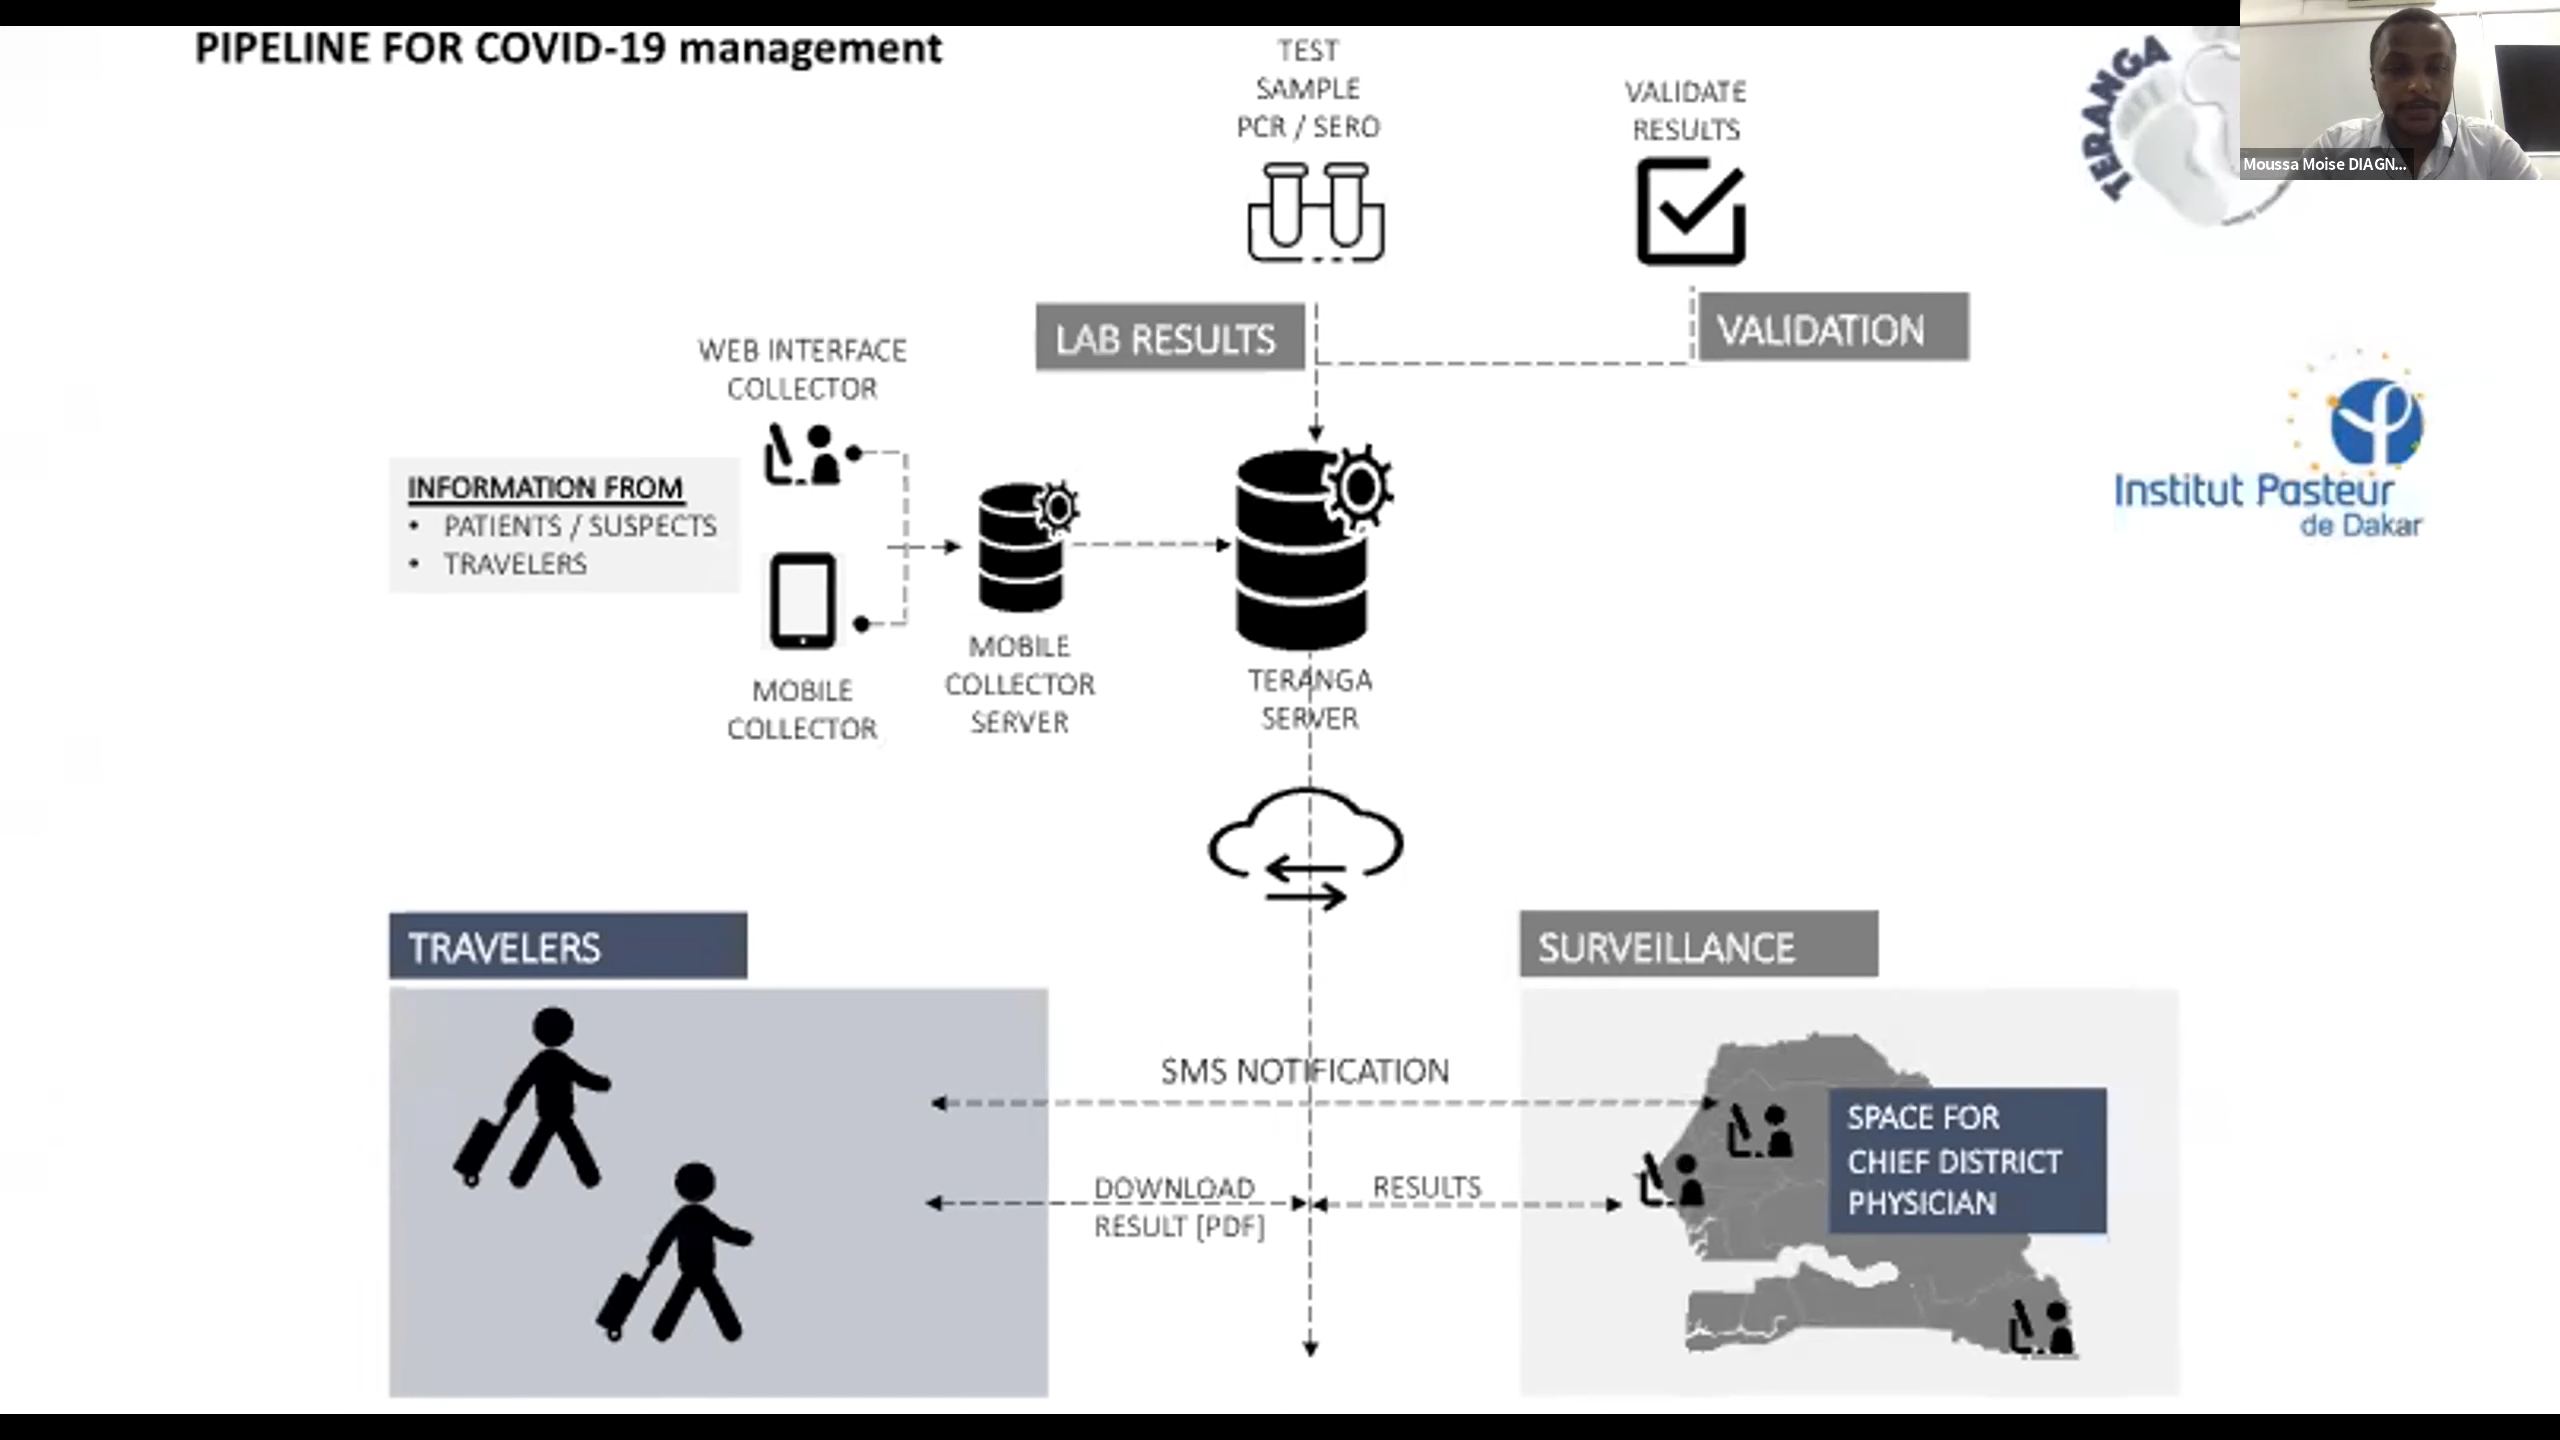 PIPELINE FOR COVID-19 management
TEST
SAMPLE
PCR / SERO
VALIDATE
RESULTS
TERANGA
Moussa Moise DIAGN...
LAB RESULTS
VALIDATION
WEB INTERFACE
COLLECTOR
INFORMATION FROM
• PATIENTS / SUSPECTS
• TRAVELERS
Institut Pasteur
de Dakar
MOBILE
COLLECTOR
MOBILE
COLLECTOR
SERVER
TERANGA
SERVER
TRAVELERS
SURVEILLANCE
SMS NOTIFICATION
SPACE FOR
CHIEF DISTRICT
PHYSICIAN
DOWNLOAD
RESULT [PDF]
RESULTS